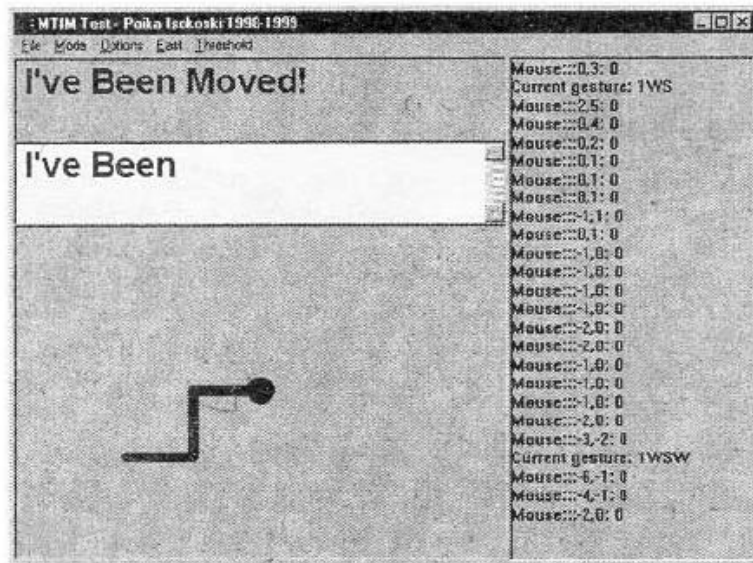 MTIM Test - Poika Isokoski 1998-1999
File Mode Options East Threshold
I've Been Moved!
I've Been
Mouse:::0,3: 0
Current gesture: 1WS
Mouse:::2,5: 0
Mouse:::0,4: 0
Mouse:::0,2: 0
Mouse:::0,1: 0
Mouse:::0,1: 0
Mouse:::0,1: 0
Mouse:::-1,1: 0
Mouse:::0,1: 0
Mouse:::-1,0: 0
Mouse:::-1,0: 0
Mouse:::-1,0: 0
Mouse:::-1,0: 0
Mouse:::-2,0: 0
Mouse:::-2,0: 0
Mouse:::-1,0: 0
Mouse:::-1,0: 0
Mouse:::-1,0: 0
Mouse:::-2,0: 0
Mouse:::-3,-2: 0
Current gesture: 1WSW
Mouse:::-6,-1: 0
Mouse:::-4,-1: 0
Mouse:::-2,0: 0